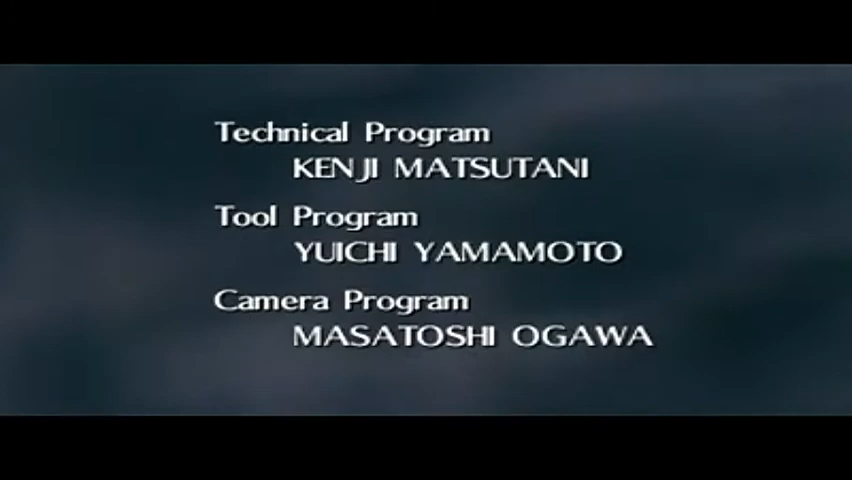 Technical Program
KENJI MATSUTANI
Tool Program
YUICHI YAMAMOTO
Camera Program
MASATOSHI OGAWA